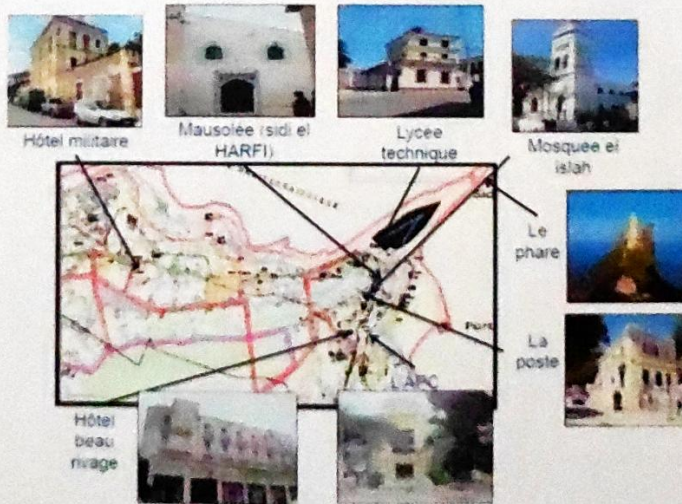 Hôtel militaire
Mausolée (sidi el
HARFI)
Lycée
technique
Mosquee el
islah
Le
phare
La
poste
Port
L'APC
Hôtel
beau
rivage